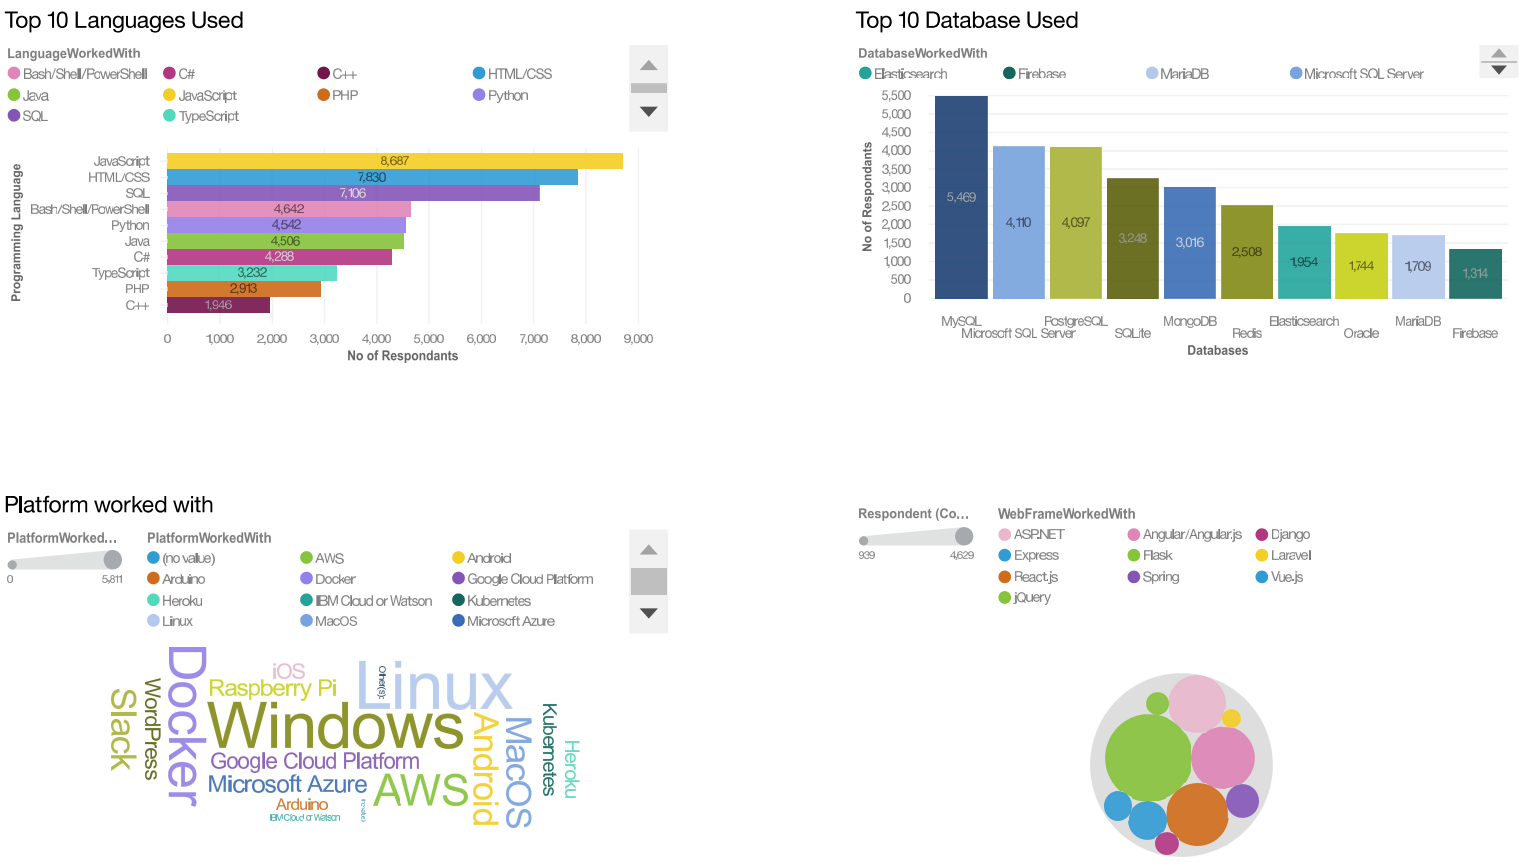 Top 10 Languages Used
LanguageWorkedWith
Bash/Shell/PowerShell C# C++ HTML/CSS
Java JavaScript PHP Python
SQL TypeScript
Programming Language
JavaScript 8,687
HTML/CSS 7,830
SQL 7,106
Bash/Shell/PowerShell 4,642
Python 4,542
Java 4,506
C# 4,288
TypeScript 3,232
PHP 2,913
C++ 1,946
0 1,000 2,000 3,000 4,000 5,000 6,000 7,000 8,000 9,000
No of Respondants
Top 10 Database Used
DatabaseWorkedWith
Elasticsearch Firebase MariaDB Microsoft SQL Server
No of Respondants
5,500
5,000
4,500
4,000
3,500
3,000
2,500
2,000
1,500
1,000
500
0
5,469 4,110 4,097 3,248 3,016 2,508 1,954 1,744 1,709 1,314
MySQL PostgreSQL MongoDB Elasticsearch MariaDB
Microsoft SQL Server SQLite Redis Oracle Firebase
Databases
Platform worked with
PlatformWorked...
0 5,811
PlatformWorkedWith
(no value) AWS Android
Arduino Docker Google Cloud Platform
Heroku IBM Cloud or Watson Kubernetes
Linux MacOS Microsoft Azure
Slack
WordPress
Docker
iOS
Raspberry Pi
Other(s):
Linux
Windows
Google Cloud Platform
Microsoft Azure
AWS
Arduino
IBM Cloud or Watson
Android
MacOS
Kubernetes
Heroku
Respondent (Co...
939 4,629
WebFrameWorkedWith
ASP.NET Angular/Angular.js Django
Express Flask Laravel
React.js Spring Vue.js
jQuery